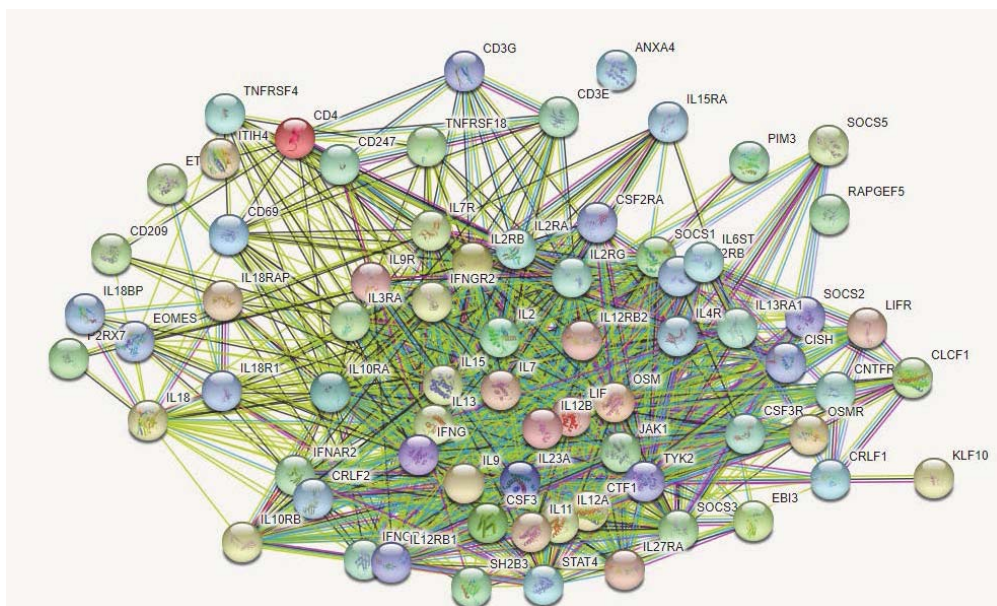 CD3G
ANXA4
TNFRSF4
CD4
CD3E
IL15RA
ITIH4
TNFRSF18
SOCS5
CD247
PIM3
ET
RAPGEF5
CD69
IL7R
CSF2RA
CD209
IL2RB
IL2RA
SOCS1
IL6ST
IL18RAP
IL9R
IFNGR2
IL2RG
2RB
IL18BP
IL3RA
IL13RA1
SOCS2
LIFR
EOMES
IL2
IL12RB2
IL4R
P2RX7
CISH
CLCF1
IL15
IL7
CNTFR
IL18R1
IL10RA
IL18
IL13
LIF
OSM
IL12B
CSF3R
OSMR
IFNG
JAK1
IFNAR2
IL9
IL23A
TYK2
CRLF1
KLF10
CRLF2
CTF1
CSF3
IL12A
SOCS3
EBI3
IL10RB
IL11
IFNG
IL12RB1
IL27RA
SH2B3
STAT4